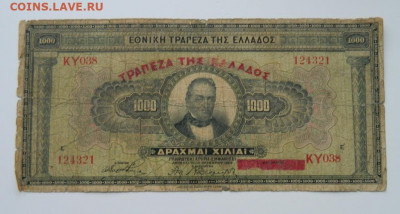 COINS.LAVE.RU
1000 ΕΘΝΙΚΗ ΤΡΑΠΕΖΑ ΤΗΣ ΕΛΛΑΔΟΣ 1000
ΚΥ038 124321
ΤΡΑΠΕΖΑ ΤΗΣ ΕΛΛΑΔΟΣ
1000 1000
ΔΡΑΧΜΑΙ ΧΙΛΙΑΙ
124321 ΚΥ038